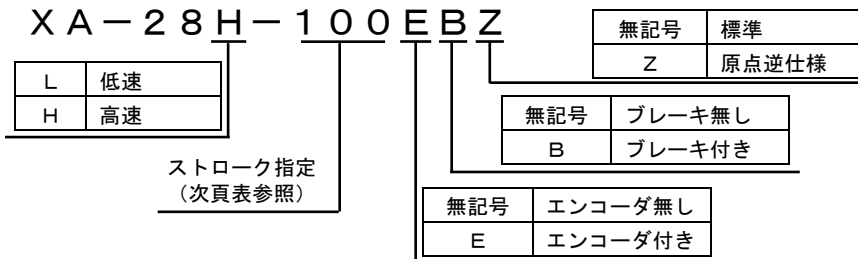 XA-28H-100EBZ
無記号 標準
Z 原点逆仕様
L 低速
H 高速
無記号 ブレーキ無し
B ブレーキ付き
ストローク指定
(次頁表参照)
無記号 エンコーダ無し
E エンコーダ付き